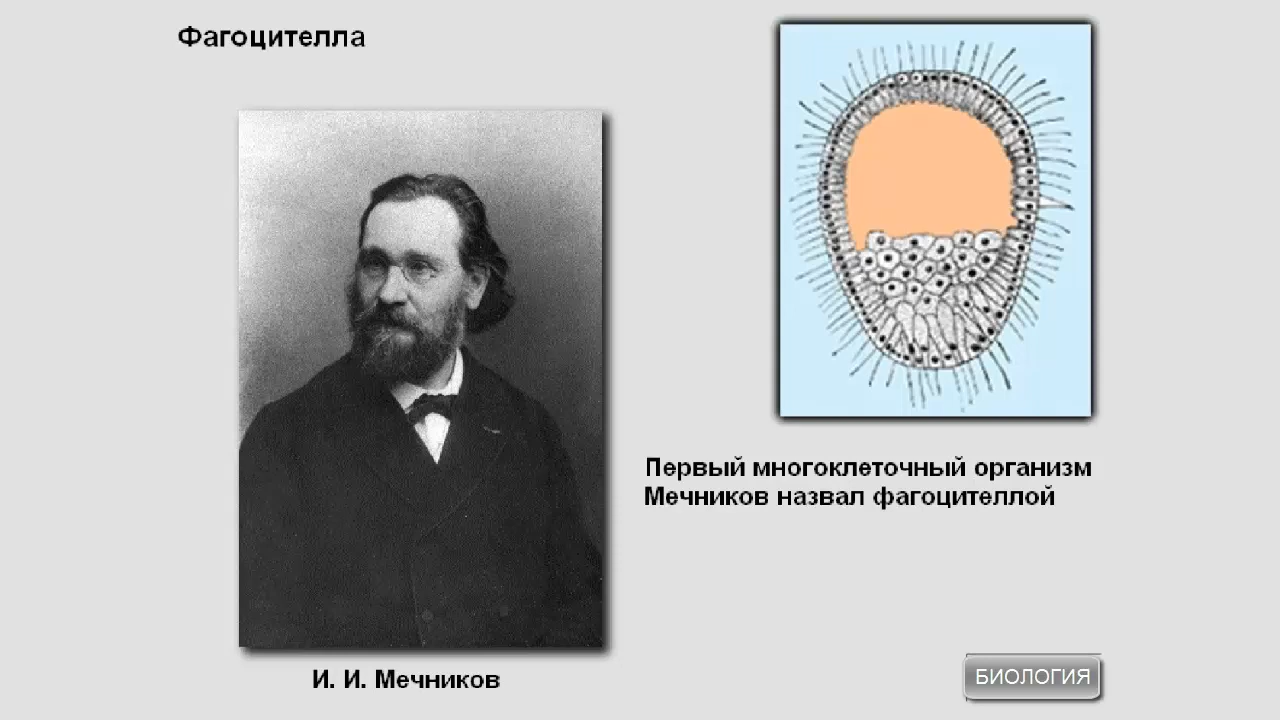 Фагоцителла
Первый многоклеточный организм
Мечников назвал фагоцителлой
И. И. Мечников
БИОЛОГИЯ